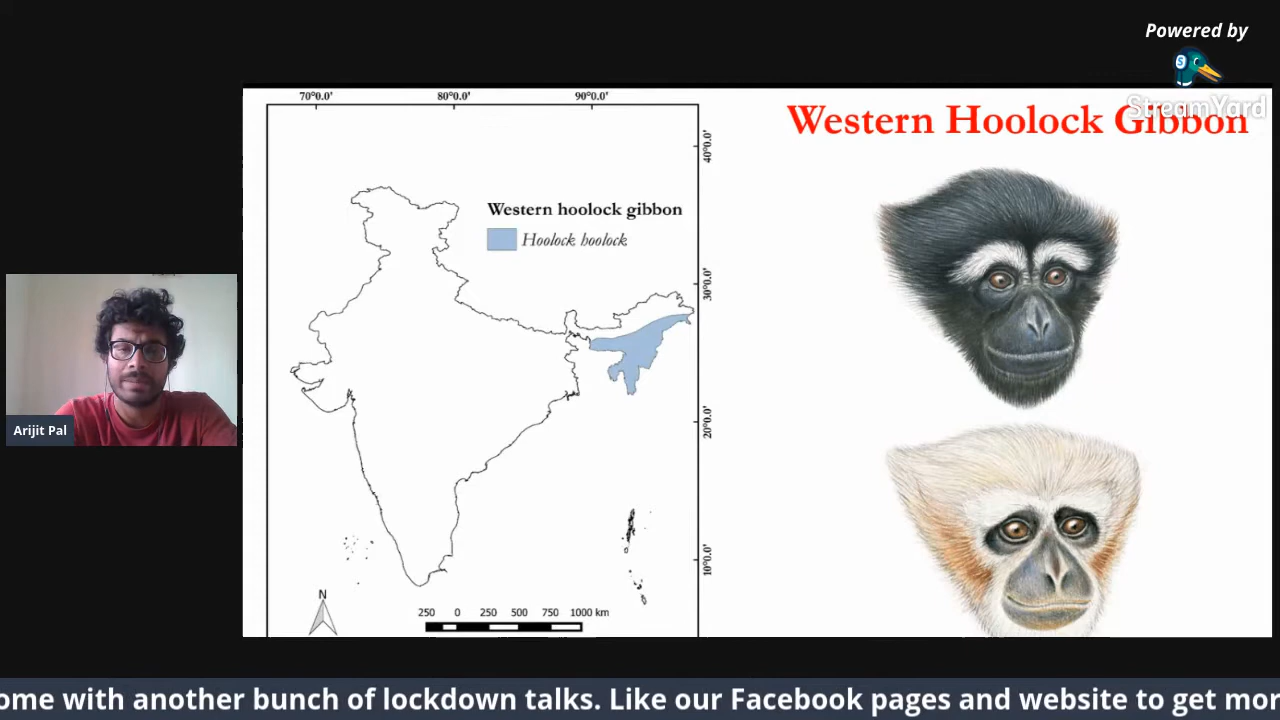 Powered by
StreamYard
Western Hoolock Gibbon
70°0.0' 80°0.0' 90°0.0'
40°0.0'
Western hoolock gibbon
Hoolock hoolock
30°0.0'
20°0.0'
10°0.0'
N
250 0 250 500 750 1000 km
Arijit Pal
ome with another bunch of lockdown talks. Like our Facebook pages and website to get mor